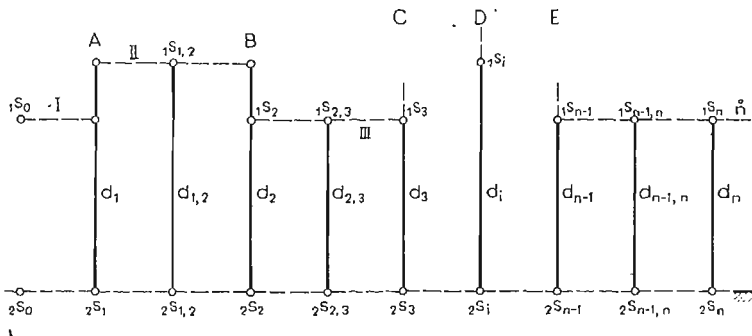 C D E
A II ₁S₁,₂ B ₁Sᵢ
₁S₀ I ₁S₂ ₁S₂,₃ ₁S₃ ₁Sₙ₋₁ ₁Sₙ₋₁,ₙ ₁Sₙ n̊
III
d₁ d₁,₂ d₂ d₂,₃ d₃ dᵢ dₙ₋₁ dₙ₋₁,ₙ dₙ
₂S₀ ₂S₁ ₂S₁,₂ ₂S₂ ₂S₂,₃ ₂S₃ ₂Sᵢ ₂Sₙ₋₁ ₂Sₙ₋₁,ₙ ₂Sₙ